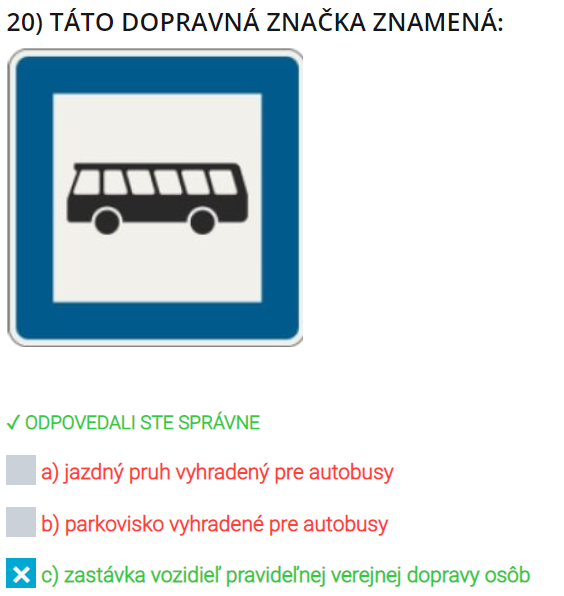 20) TÁTO DOPRAVNÁ ZNAČKA ZNAMENÁ:
✓ ODPOVEDALI STE SPRÁVNE
a) jazdný pruh vyhradený pre autobusy
b) parkovisko vyhradené pre autobusy
c) zastávka vozidieľ pravideľnej verejnej dopravy osôb